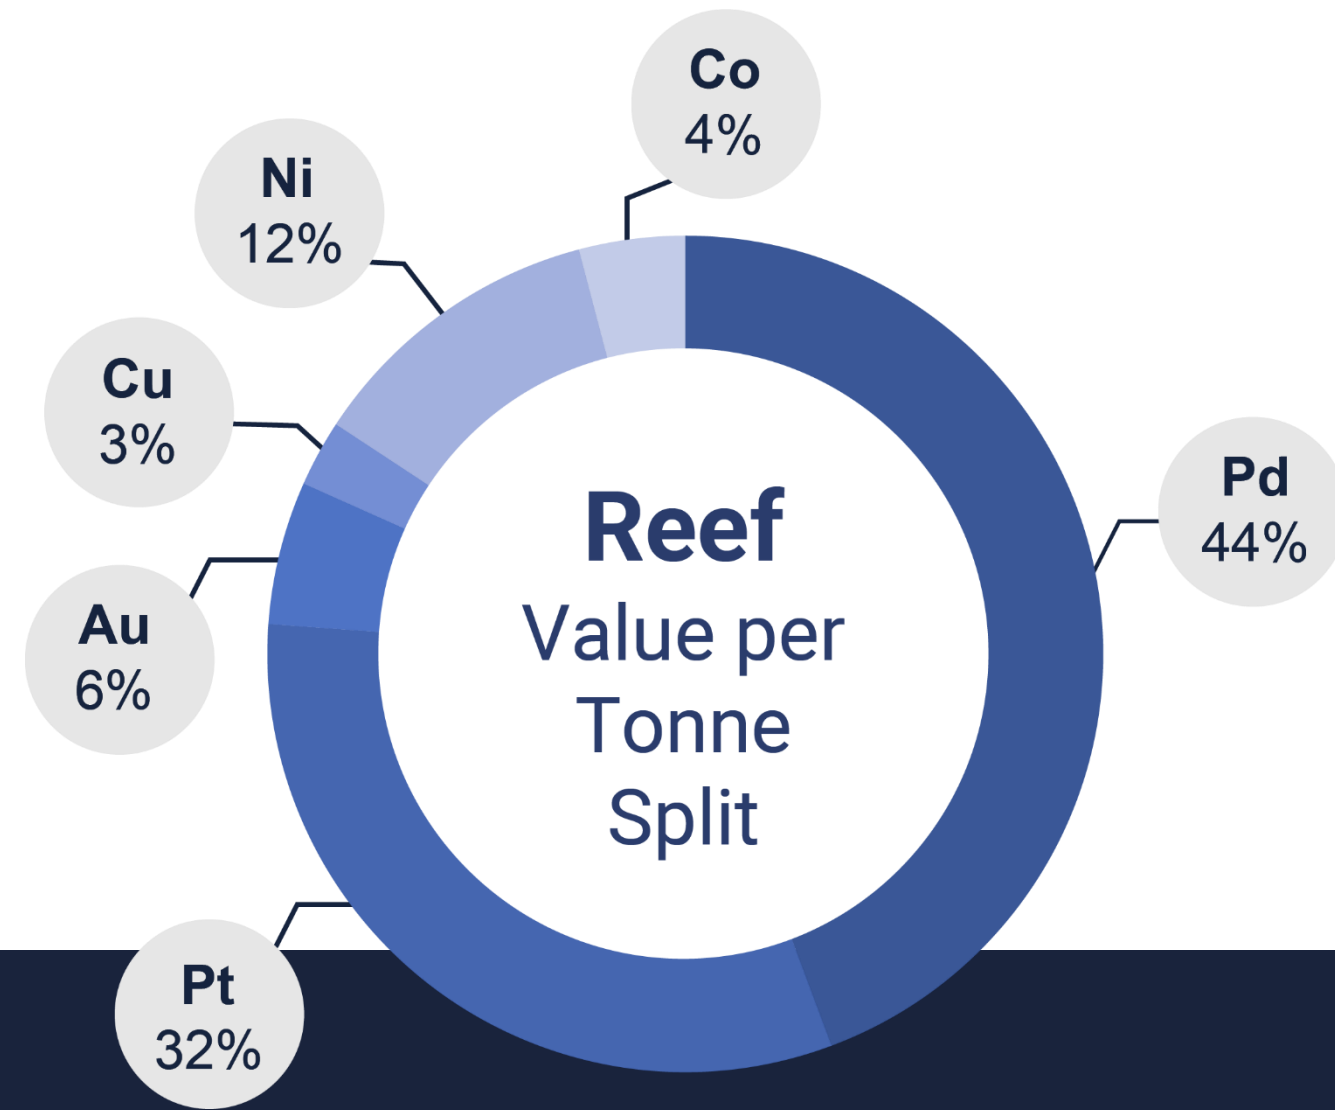 Co
4%
Ni
12%
Cu
3%
Pd
44%
Reef
Value per
Tonne
Split
Au
6%
Pt
32%